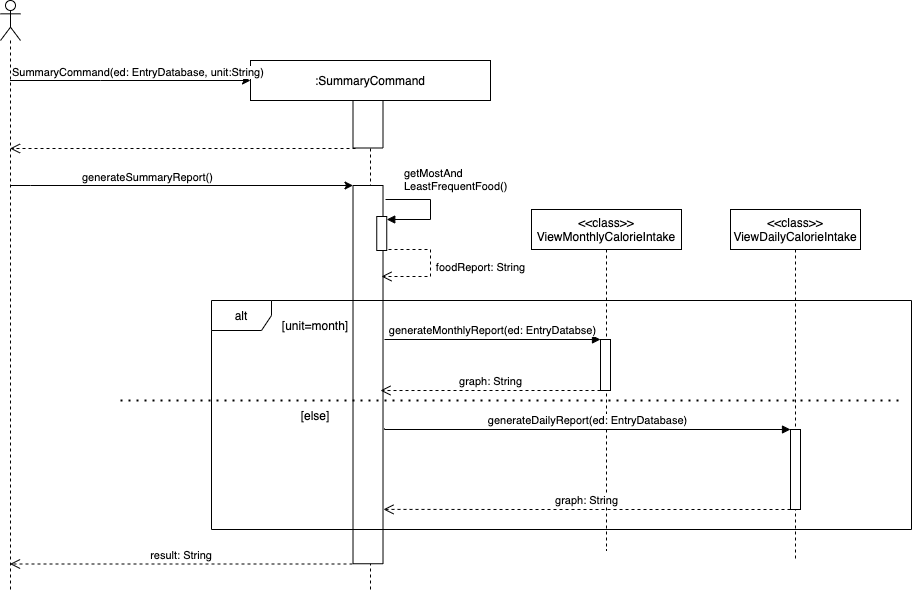 SummaryCommand(ed: EntryDatabase, unit:String)
:SummaryCommand
generateSummaryReport()
getMostAnd
LeastFrequentFood()
<<class>>
ViewMonthlyCalorieIntake
<<class>>
ViewDailyCalorieIntake
foodReport: String
alt
[unit=month]
generateMonthlyReport(ed: EntryDatabse)
graph: String
[else]
generateDailyReport(ed: EntryDatabase)
graph: String
result: String